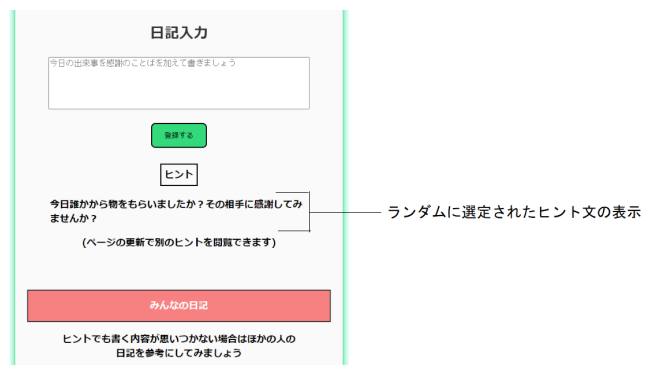 日記入力
今日の出来事を感謝のことばを加えて書きましょう
登録する
ヒント
今日誰かから物をもらいましたか？その相手に感謝してみ
ませんか？
ランダムに選定されたヒント文の表示
(ページの更新で別のヒントを閲覧できます)
みんなの日記
ヒントでも書く内容が思いつかない場合はほかの人の
日記を参考にしてみましょう